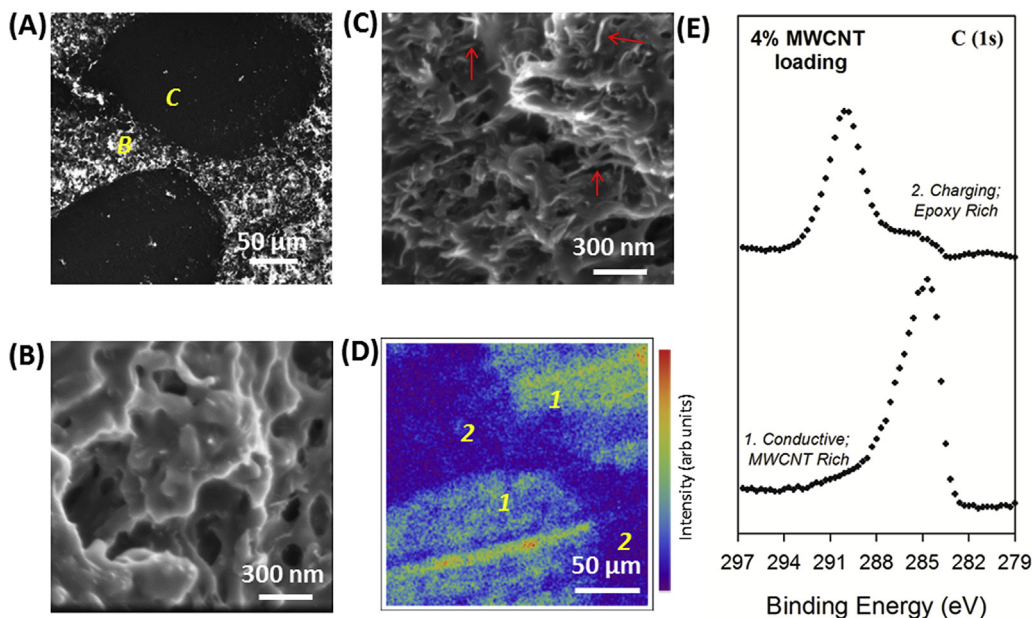 (A)
C
B
50 µm
(B)
300 nm
(C)
300 nm
(D)
1
2
1
2
50 µm
Intensity (arb units)
(E)
4% MWCNT
loading
C (1s)
2. Charging;
Epoxy Rich
1. Conductive;
MWCNT Rich
297 294 291 288 285 282 279
Binding Energy (eV)